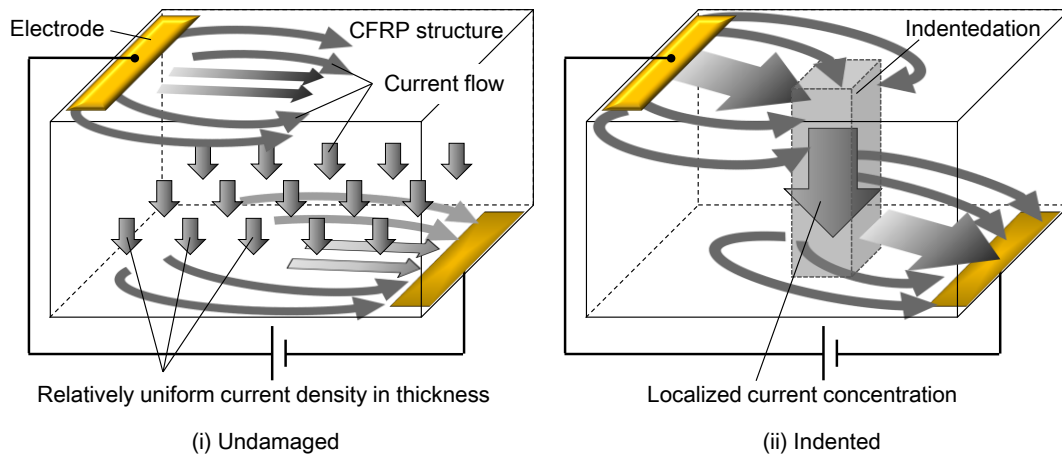 Electrode
CFRP structure
Current flow
Relatively uniform current density in thickness
(i) Undamaged
Indentedation
Localized current concentration
(ii) Indented